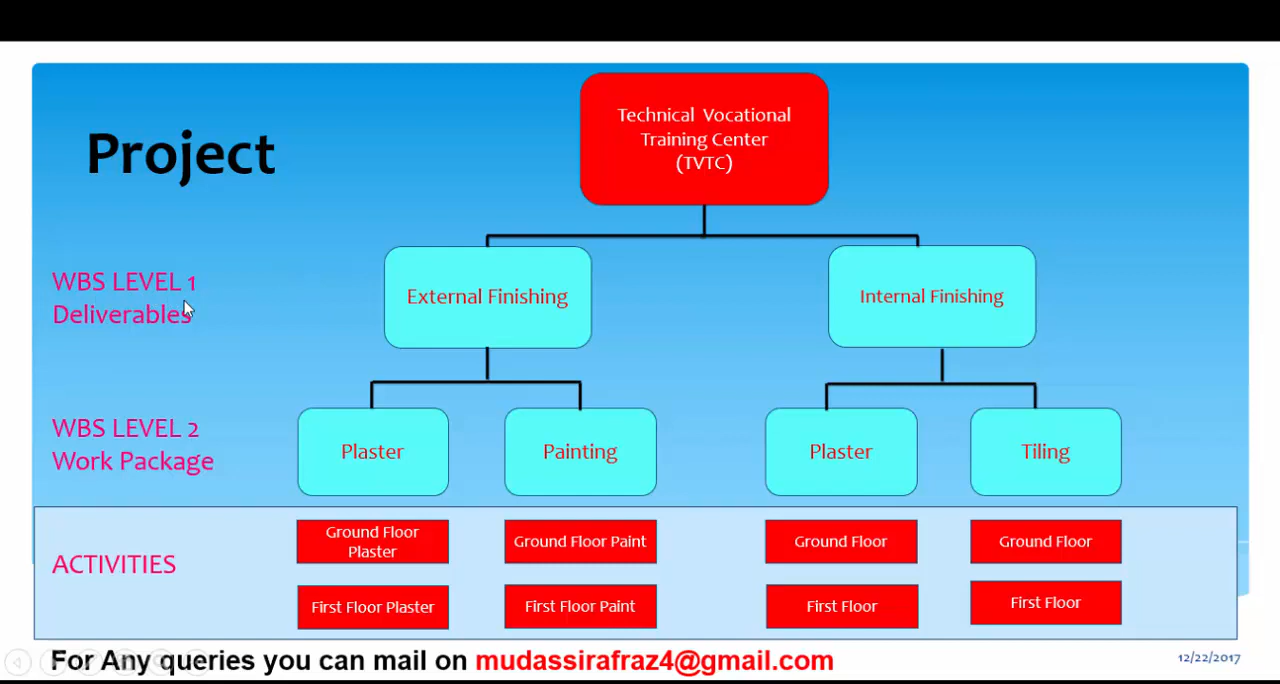 Project
Technical Vocational
Training Center
(TVTC)
WBS LEVEL 1
Deliverables
External Finishing
Internal Finishing
WBS LEVEL 2
Work Package
Plaster
Painting
Plaster
Tiling
ACTIVITIES
Ground Floor
Plaster
Ground Floor Paint
Ground Floor
Ground Floor
First Floor Plaster
First Floor Paint
First Floor
First Floor
For Any queries you can mail on mudassirafraz4@gmail.com
12/22/2017